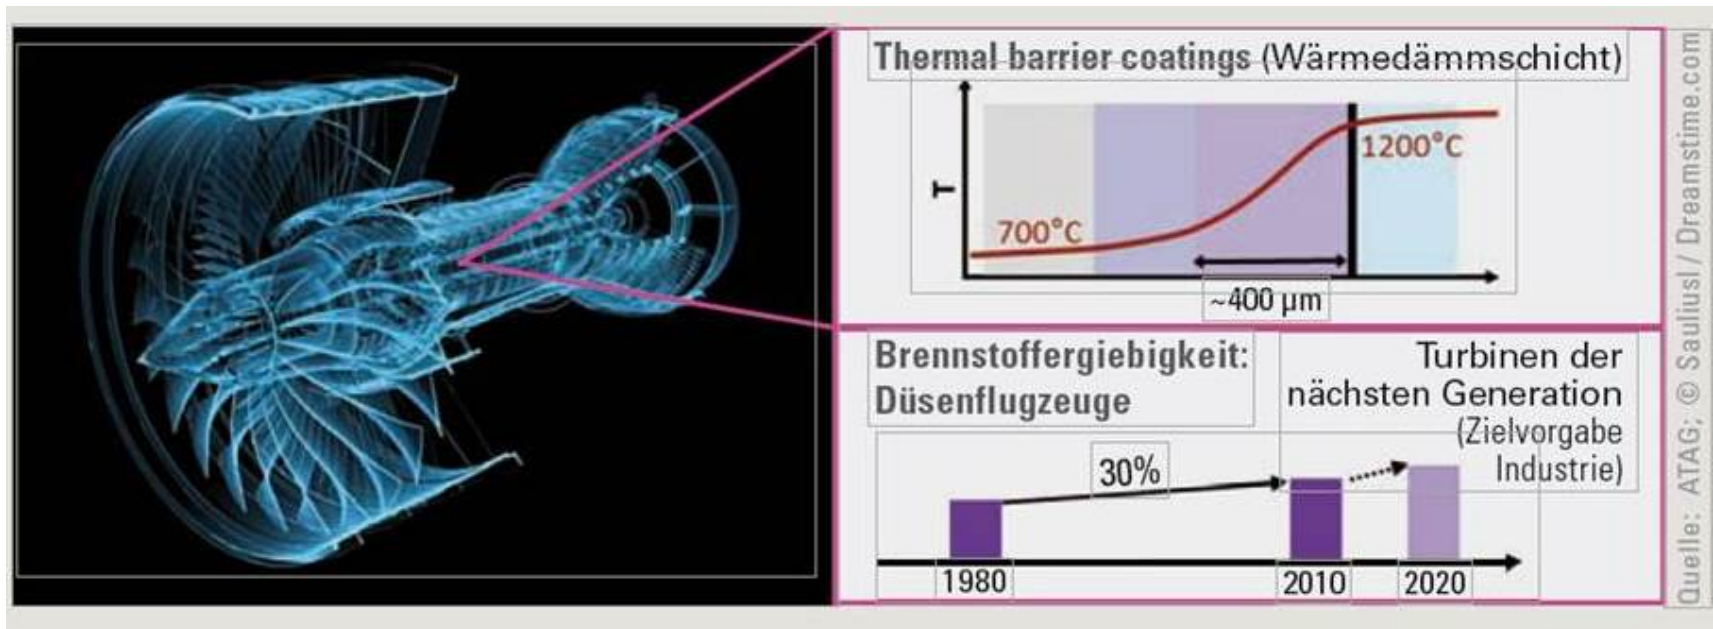 Thermal barrier coatings (Wärmedämmschicht)
T
700°C
1200°C
~400 µm
Brennstoffergiebigkeit:
Düsenflugzeuge
Turbinen der
nächsten Generation
(Zielvorgabe
Industrie)
30%
1980
2010
2020
Quelle: ATAG; © Sauliusl / Dreamstime.com